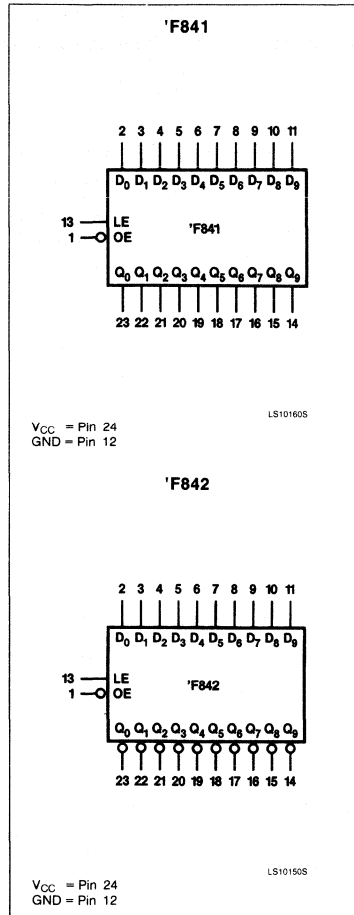 'F841
2 3 4 5 6 7 8 9 10 11
D0 D1 D2 D3 D4 D5 D6 D7 D8 D9
13 LE
'F841
1 OE
Q0 Q1 Q2 Q3 Q4 Q5 Q6 Q7 Q8 Q9
23 22 21 20 19 18 17 16 15 14
LS10160S
VCC = Pin 24
GND = Pin 12
'F842
2 3 4 5 6 7 8 9 10 11
D0 D1 D2 D3 D4 D5 D6 D7 D8 D9
13 LE
'F842
1 OE
Q0 Q1 Q2 Q3 Q4 Q5 Q6 Q7 Q8 Q9
23 22 21 20 19 18 17 16 15 14
LS10150S
VCC = Pin 24
GND = Pin 12